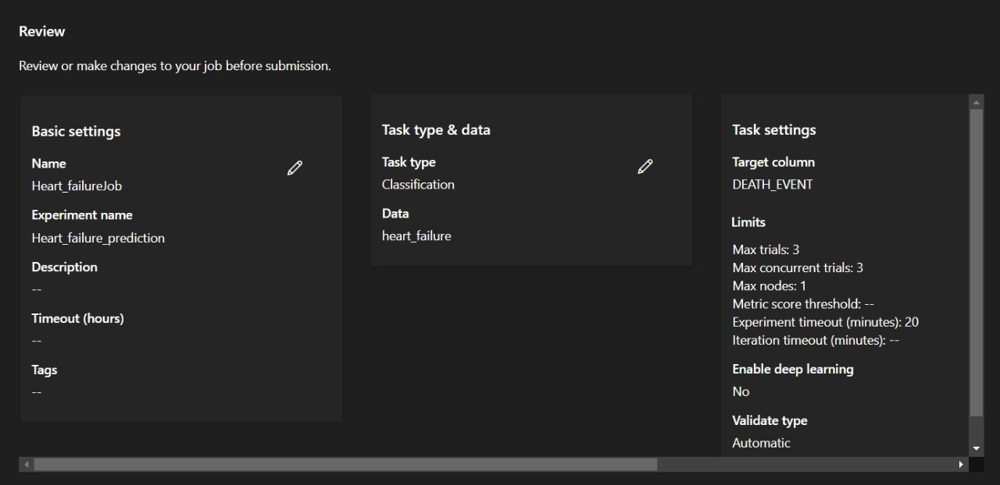 Review
Review or make changes to your job before submission.
Basic settings
Name
Heart_failureJob
Experiment name
Heart_failure_prediction
Description
--
Timeout (hours)
--
Tags
--
Task type & data
Task type
Classification
Data
heart_failure
Task settings
Target column
DEATH_EVENT
Limits
Max trials: 3
Max concurrent trials: 3
Max nodes: 1
Metric score threshold: --
Experiment timeout (minutes): 20
Iteration timeout (minutes): --
Enable deep learning
No
Validate type
Automatic